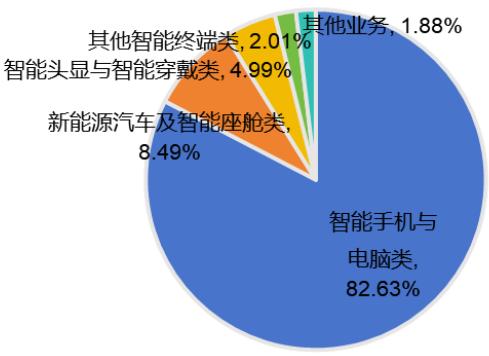 其他业务, 1.88%
其他智能终端类, 2.01%
智能头显与智能穿戴类, 4.99%
新能源汽车及智能座舱类,
8.49%
智能手机与
电脑类,
82.63%